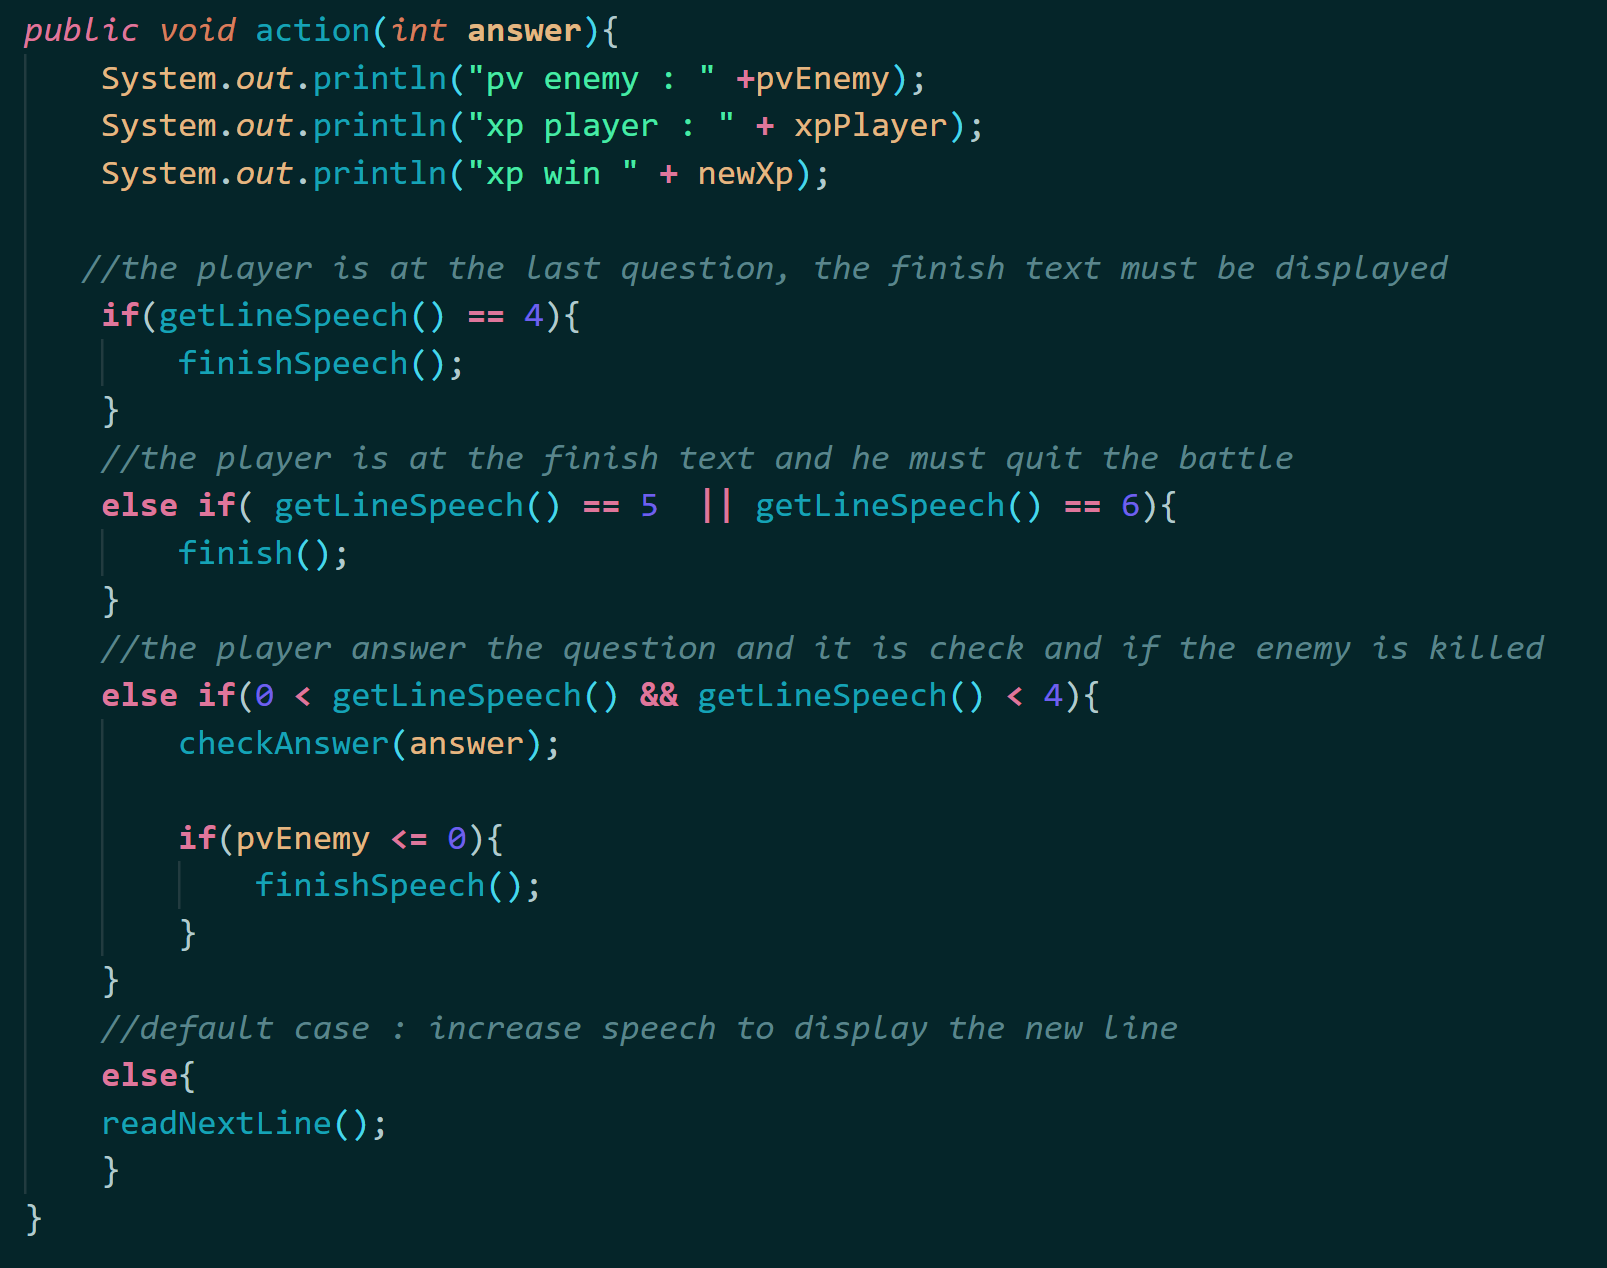 public void action(int answer){
    System.out.println("pv enemy : " +pvEnemy);
    System.out.println("xp player : " + xpPlayer);
    System.out.println("xp win " + newXp);

   //the player is at the last question, the finish text must be displayed
    if(getLineSpeech() == 4){
        finishSpeech();
    }
    //the player is at the finish text and he must quit the battle
    else if( getLineSpeech() == 5  || getLineSpeech() == 6){
        finish();
    }
    //the player answer the question and it is check and if the enemy is killed
    else if(0 < getLineSpeech() && getLineSpeech() < 4){
        checkAnswer(answer);

        if(pvEnemy <= 0){
            finishSpeech();
        }
    }
    //default case : increase speech to display the new line
    else{
    readNextLine();
    }
}